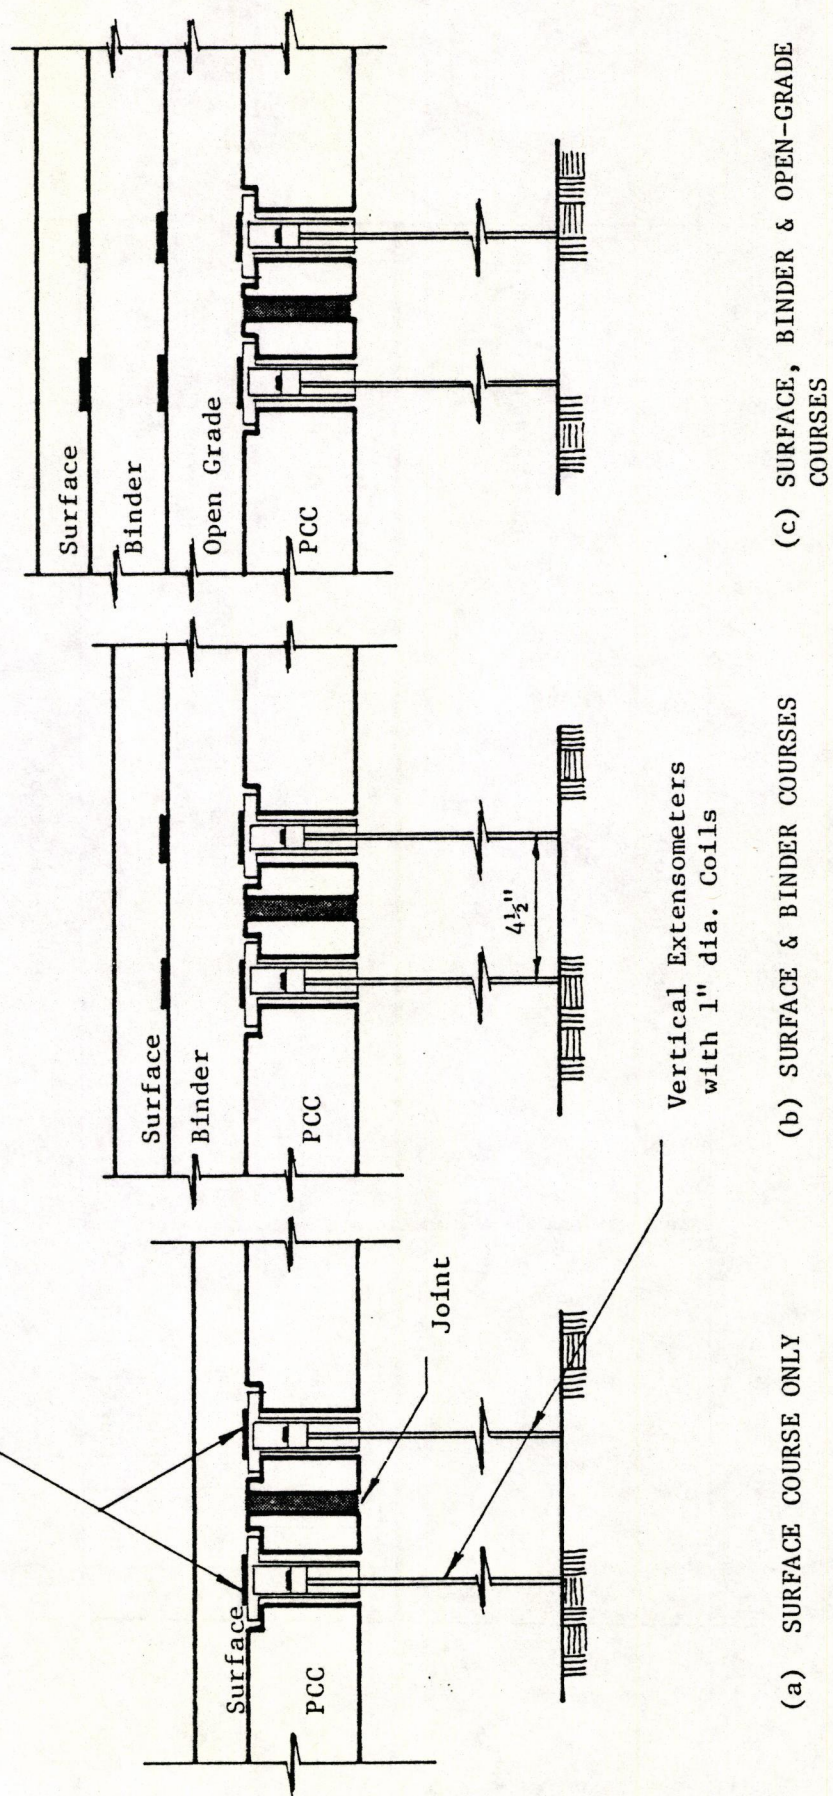 Surface
PCC
Joint
(a) SURFACE COURSE ONLY
Surface
Binder
PCC
4½"
Vertical Extensometers
with 1" dia. Coils
(b) SURFACE & BINDER COURSES
Surface
Binder
Open Grade
PCC
(c) SURFACE, BINDER & OPEN-GRADE
COURSES